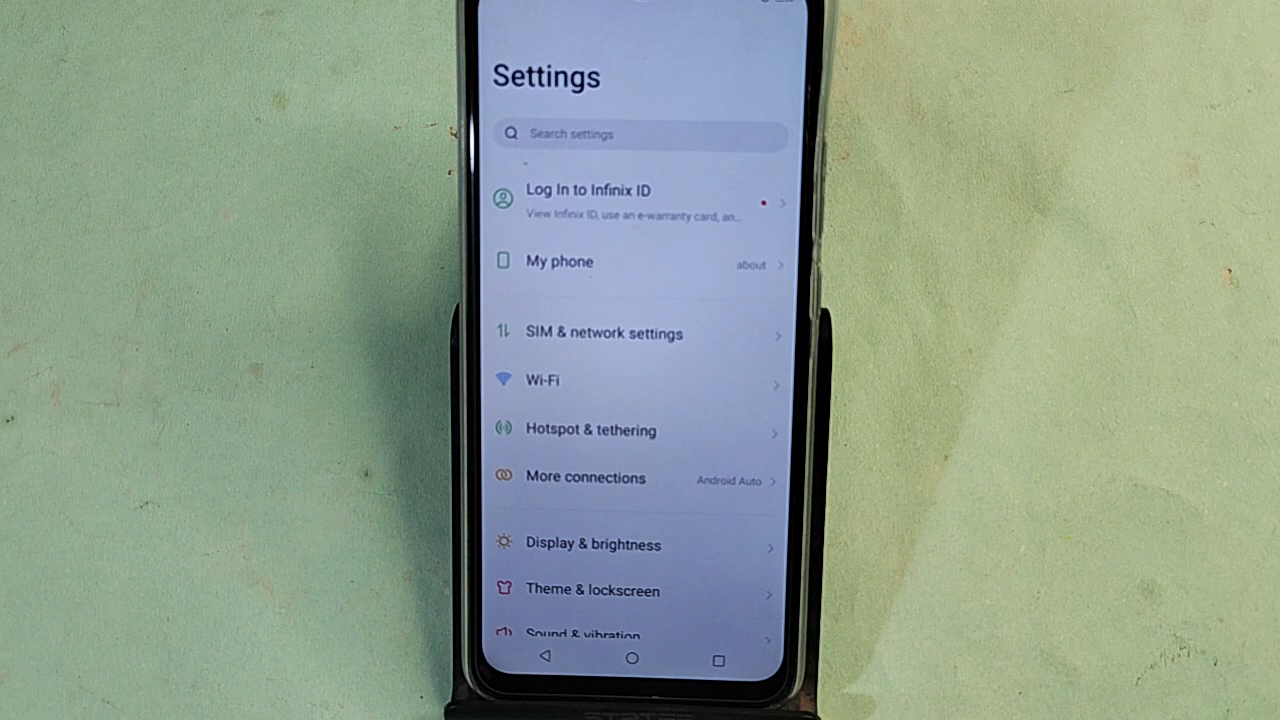 Settings
Search settings
Log In to Infinix ID
View Infinix ID, use an e-warranty card, an...
My phone
about
SIM & network settings
Wi-Fi
Hotspot & tethering
More connections
Android Auto
Display & brightness
Theme & lockscreen
Sound & vibration